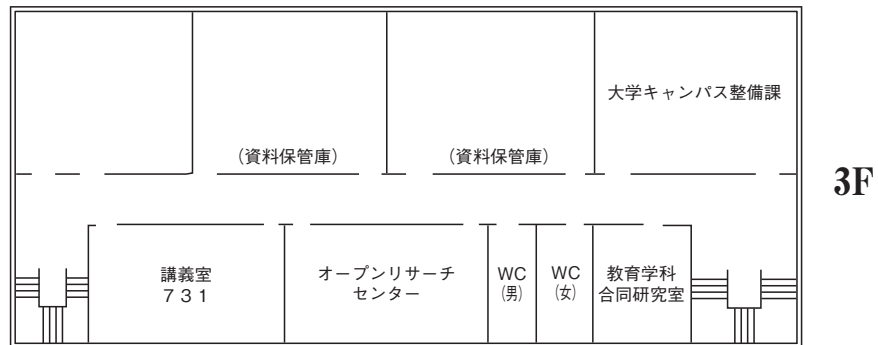 大学キャンパス整備課
（資料保管庫）
（資料保管庫）
3F
講義室
７３１
オープンリサーチ
センター
WC
(男)
WC
(女)
教育学科
合同研究室